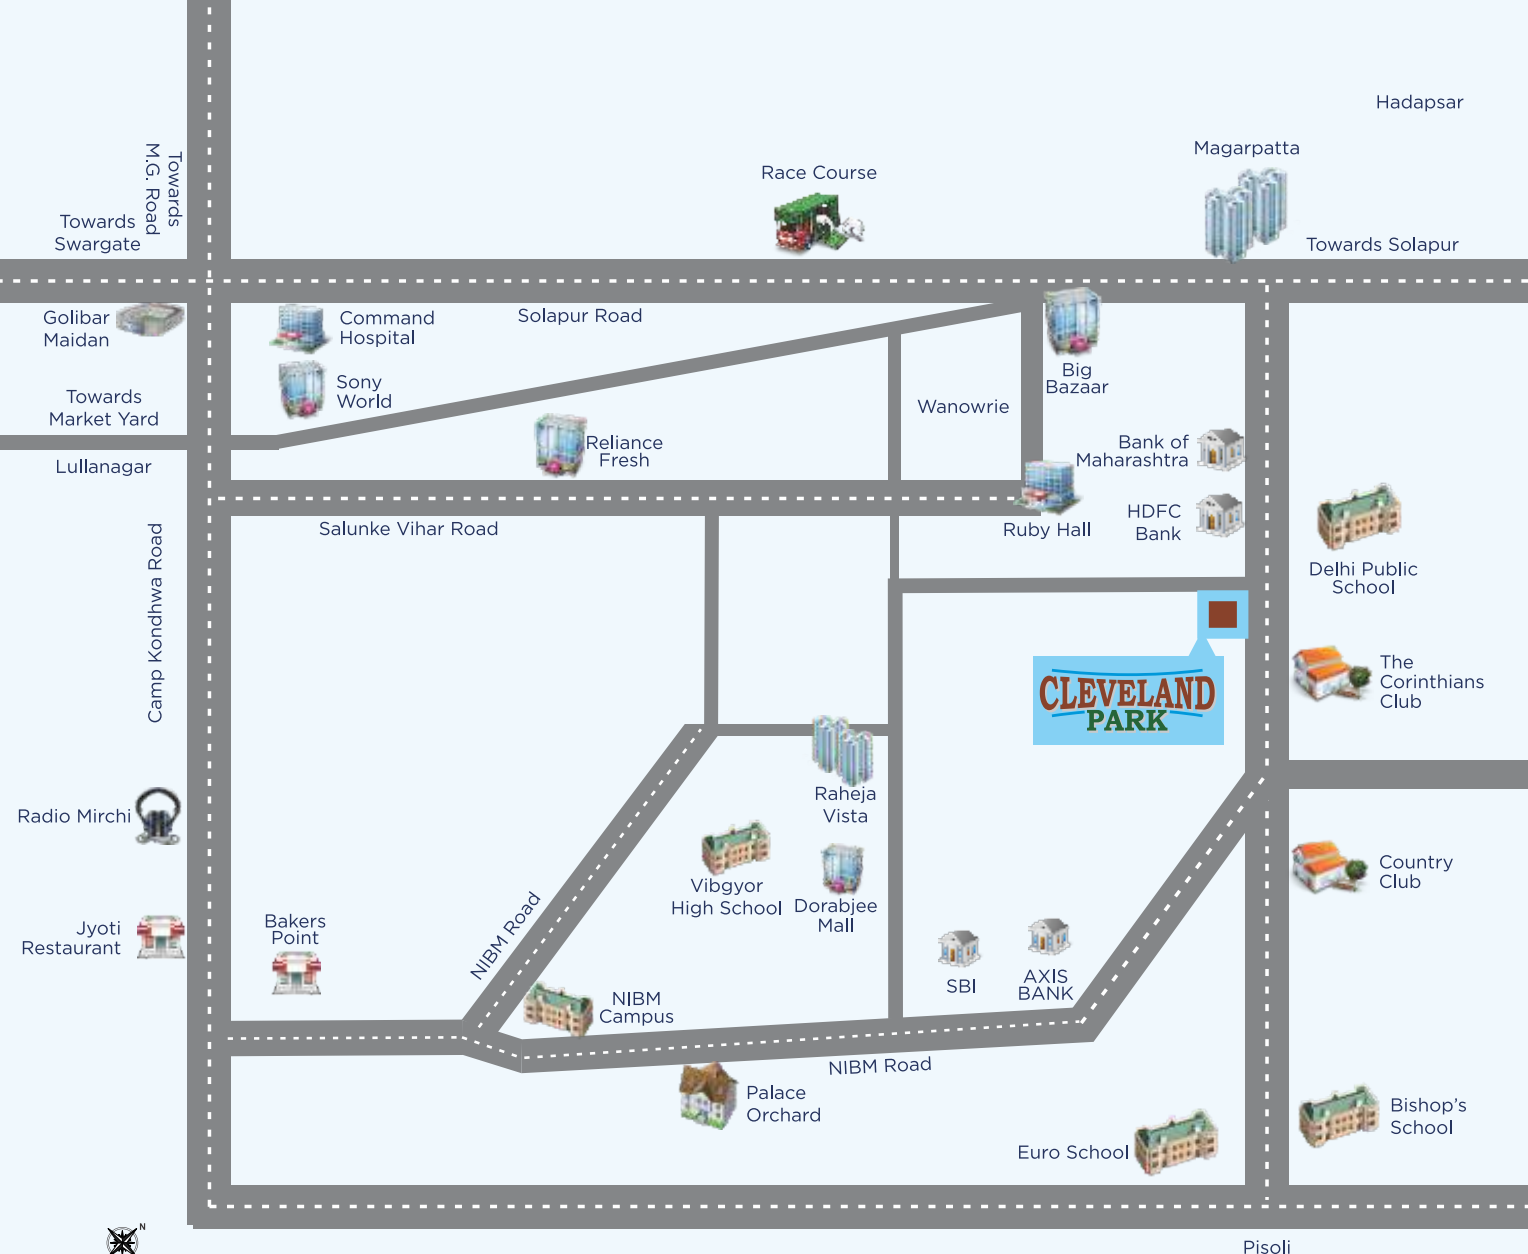 Hadapsar
Magarpatta
Race Course
Towards
M.G. Road
Towards
Swargate
Towards Solapur
Golibar
Maidan
Command
Hospital
Solapur Road
Sony
World
Big
Bazaar
Towards
Market Yard
Wanowrie
Reliance
Fresh
Bank of
Maharashtra
Lullanagar
Salunke Vihar Road
Ruby Hall
HDFC
Bank
Delhi Public
School
Camp Kondhwa Road
The
Corinthians
Club
CLEVELAND
PARK
Radio Mirchi
Raheja
Vista
Country
Club
Vibgyor
High School
Dorabjee
Mall
Jyoti
Restaurant
Bakers
Point
NIBM Road
SBI
AXIS
BANK
NIBM
Campus
NIBM Road
Palace
Orchard
Bishop's
School
Euro School
N
Pisoli